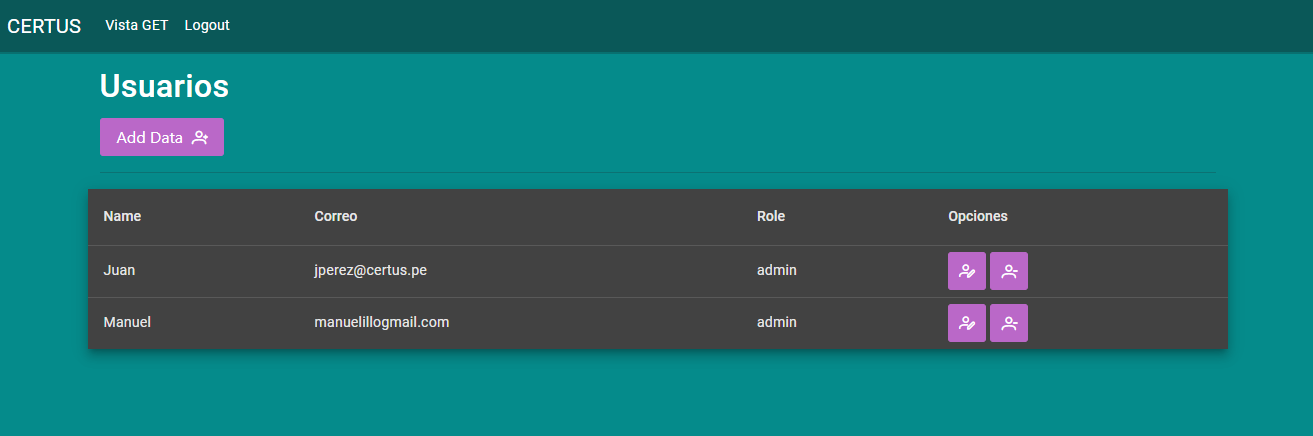 CERTUS Vista GET Logout
Usuarios
Add Data
Name Correo Role Opciones
Juan jperez@certus.pe admin
Manuel manuelillogmail.com admin